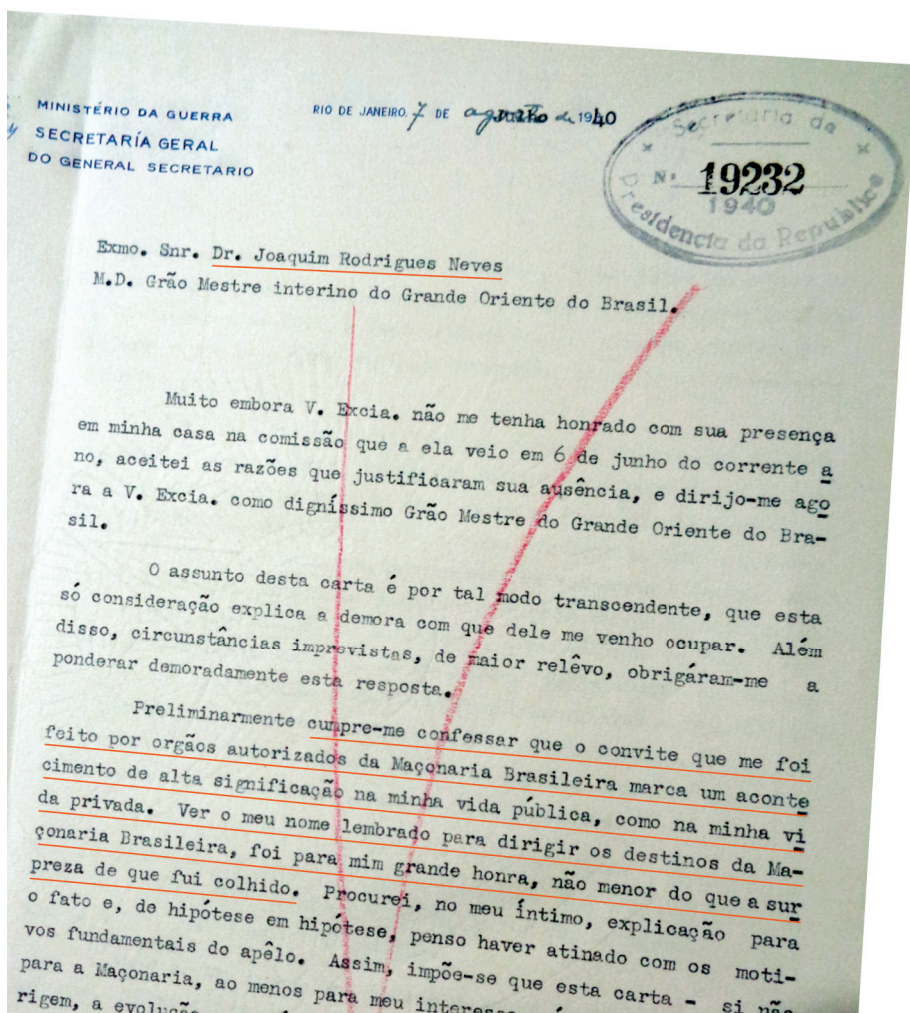 MINISTÉRIO DA GUERRA
SECRETARÍA GERAL
DO GENERAL SECRETARIO
RIO DE JANEIRO, 7 DE agosto de 1940
Secretaria da
Nº 19232
1940
Presidencia da Republica
Exmo. Snr. Dr. Joaquim Rodrigues Neves
M.D. Grão Mestre interino do Grande Oriente do Brasil.
Muito embora V. Excia. não me tenha honrado com sua presença
em minha casa na comissão que a ela veio em 6 de junho do corrente a
no, aceitei as razões que justificaram sua ausência, e dirijo-me ago
ra a V. Excia. como digníssimo Grão Mestre do Grande Oriente do Bra-
sil.
O assunto desta carta é por tal modo transcendente, que esta
só consideração explica a demora com que dele me venho ocupar. Além
disso, circunstâncias imprevistas, de maior relêvo, obrigáram-me a
ponderar demoradamente esta resposta.
Preliminarmente cumpre-me confessar que o convite que me foi
feito por orgãos autorizados da Maçonaria Brasileira marca um aconte
cimento de alta significação na minha vida pública, como na minha vi
da privada. Ver o meu nome lembrado para dirigir os destinos da Ma-
çonaria Brasileira, foi para mim grande honra, não menor do que a sur
preza de que fui colhido. Procurei, no meu íntimo, explicação para
o fato e, de hipótese em hipótese, penso haver atinado com os moti-
vos fundamentais do apêlo. Assim, impõe-se que esta carta - si não
para a Maçonaria, ao menos para meu
rigem, a evolução